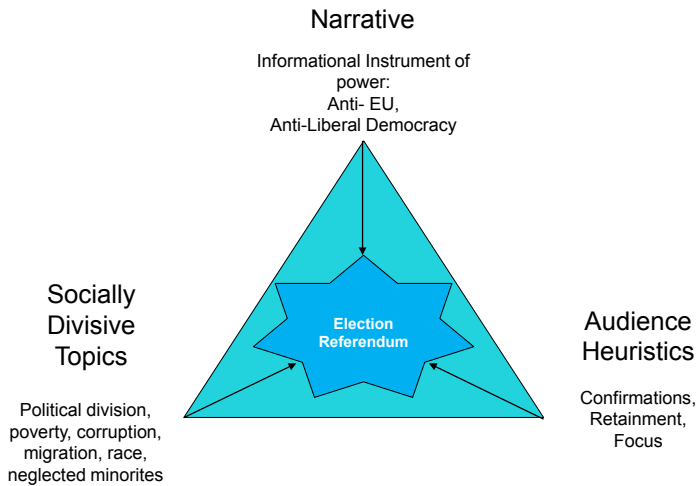 Narrative
Informational Instrument of
power:
Anti- EU,
Anti-Liberal Democracy
Election
Referendum
Socially
Divisive
Topics
Political division,
poverty, corruption,
migration, race,
neglected minorites
Audience
Heuristics
Confirmations,
Retainment,
Focus